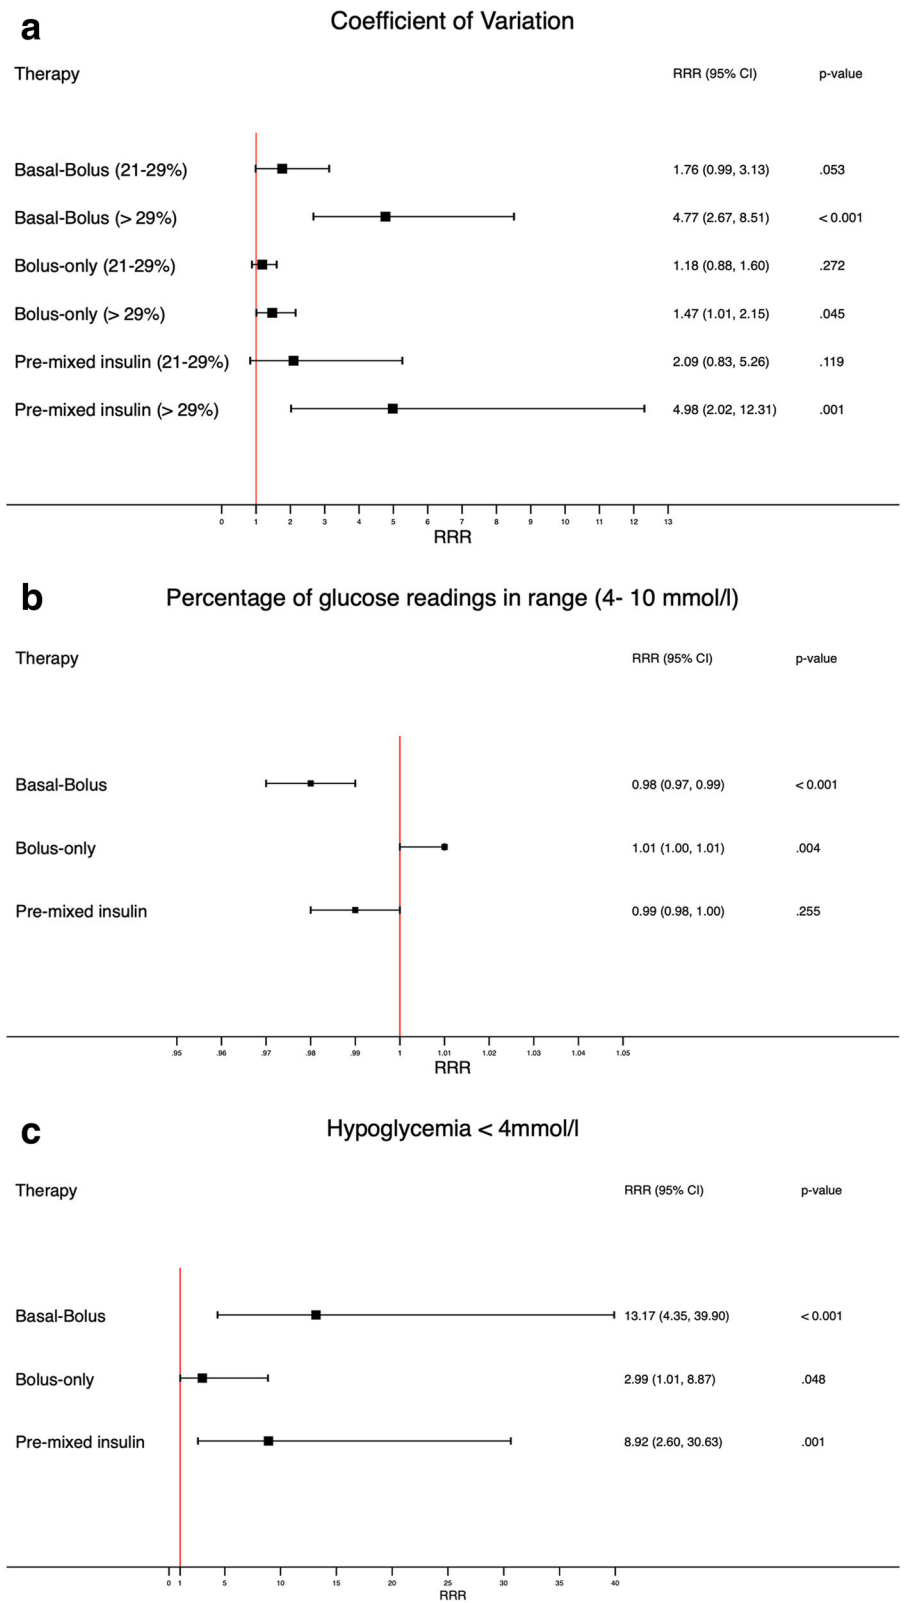 a
Coefficient of Variation
Therapy RRR (95% CI) p-value
Basal-Bolus (21-29%) 1.76 (0.99, 3.13) .053
Basal-Bolus (> 29%) 4.77 (2.67, 8.51) < 0.001
Bolus-only (21-29%) 1.18 (0.88, 1.60) .272
Bolus-only (> 29%) 1.47 (1.01, 2.15) .045
Pre-mixed insulin (21-29%) 2.09 (0.83, 5.26) .119
Pre-mixed insulin (> 29%) 4.98 (2.02, 12.31) .001
0 1 2 3 4 5 6 7 8 9 10 11 12 13
RRR
b
Percentage of glucose readings in range (4- 10 mmol/l)
Therapy RRR (95% CI) p-value
Basal-Bolus 0.98 (0.97, 0.99) < 0.001
Bolus-only 1.01 (1.00, 1.01) .004
Pre-mixed insulin 0.99 (0.98, 1.00) .255
.95 .96 .97 .98 .99 1 1.01 1.02 1.03 1.04 1.05
RRR
c
Hypoglycemia < 4mmol/l
Therapy RRR (95% CI) p-value
Basal-Bolus 13.17 (4.35, 39.90) < 0.001
Bolus-only 2.99 (1.01, 8.87) .048
Pre-mixed insulin 8.92 (2.60, 30.63) .001
0 1 5 10 15 20 25 30 35 40
RRR